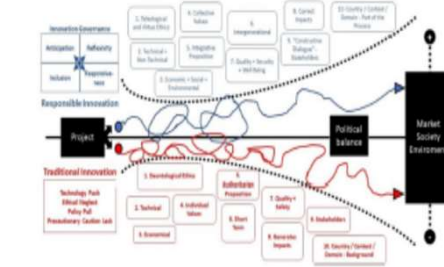 Innovation Governance
Anticipation
Reflexivity
Inclusion
Responsive-
ness
Responsible Innovation
1. Teleological
and Virtue Ethics
2. Technical +
Non Technical
3. Economic + Social +
Environmental
4. Collective
Values
5. Integrative
Proposition
6.
Intergenerational
7. Quality + Security
+ Well Being
8. Correct
Impacts
9. "Constructive
Dialogue" -
Stakeholders
10. Country / Context /
Domain - Part of the
Process
Project
Political
balance
Market
Society
Enviroment
Traditional Innovation
Technology Push
Ethical Neglect
Policy Pull
Precautionary Caution Lack
1. Deontological Ethics
2. Technical
3. Economical
4. Individual
Values
5.
Authoritarian
Proposition
6. Short
Term
7. Quality +
Safety
8. Generates
Impacts
9. Stakeholders
10. Country / Context /
Domain - Background